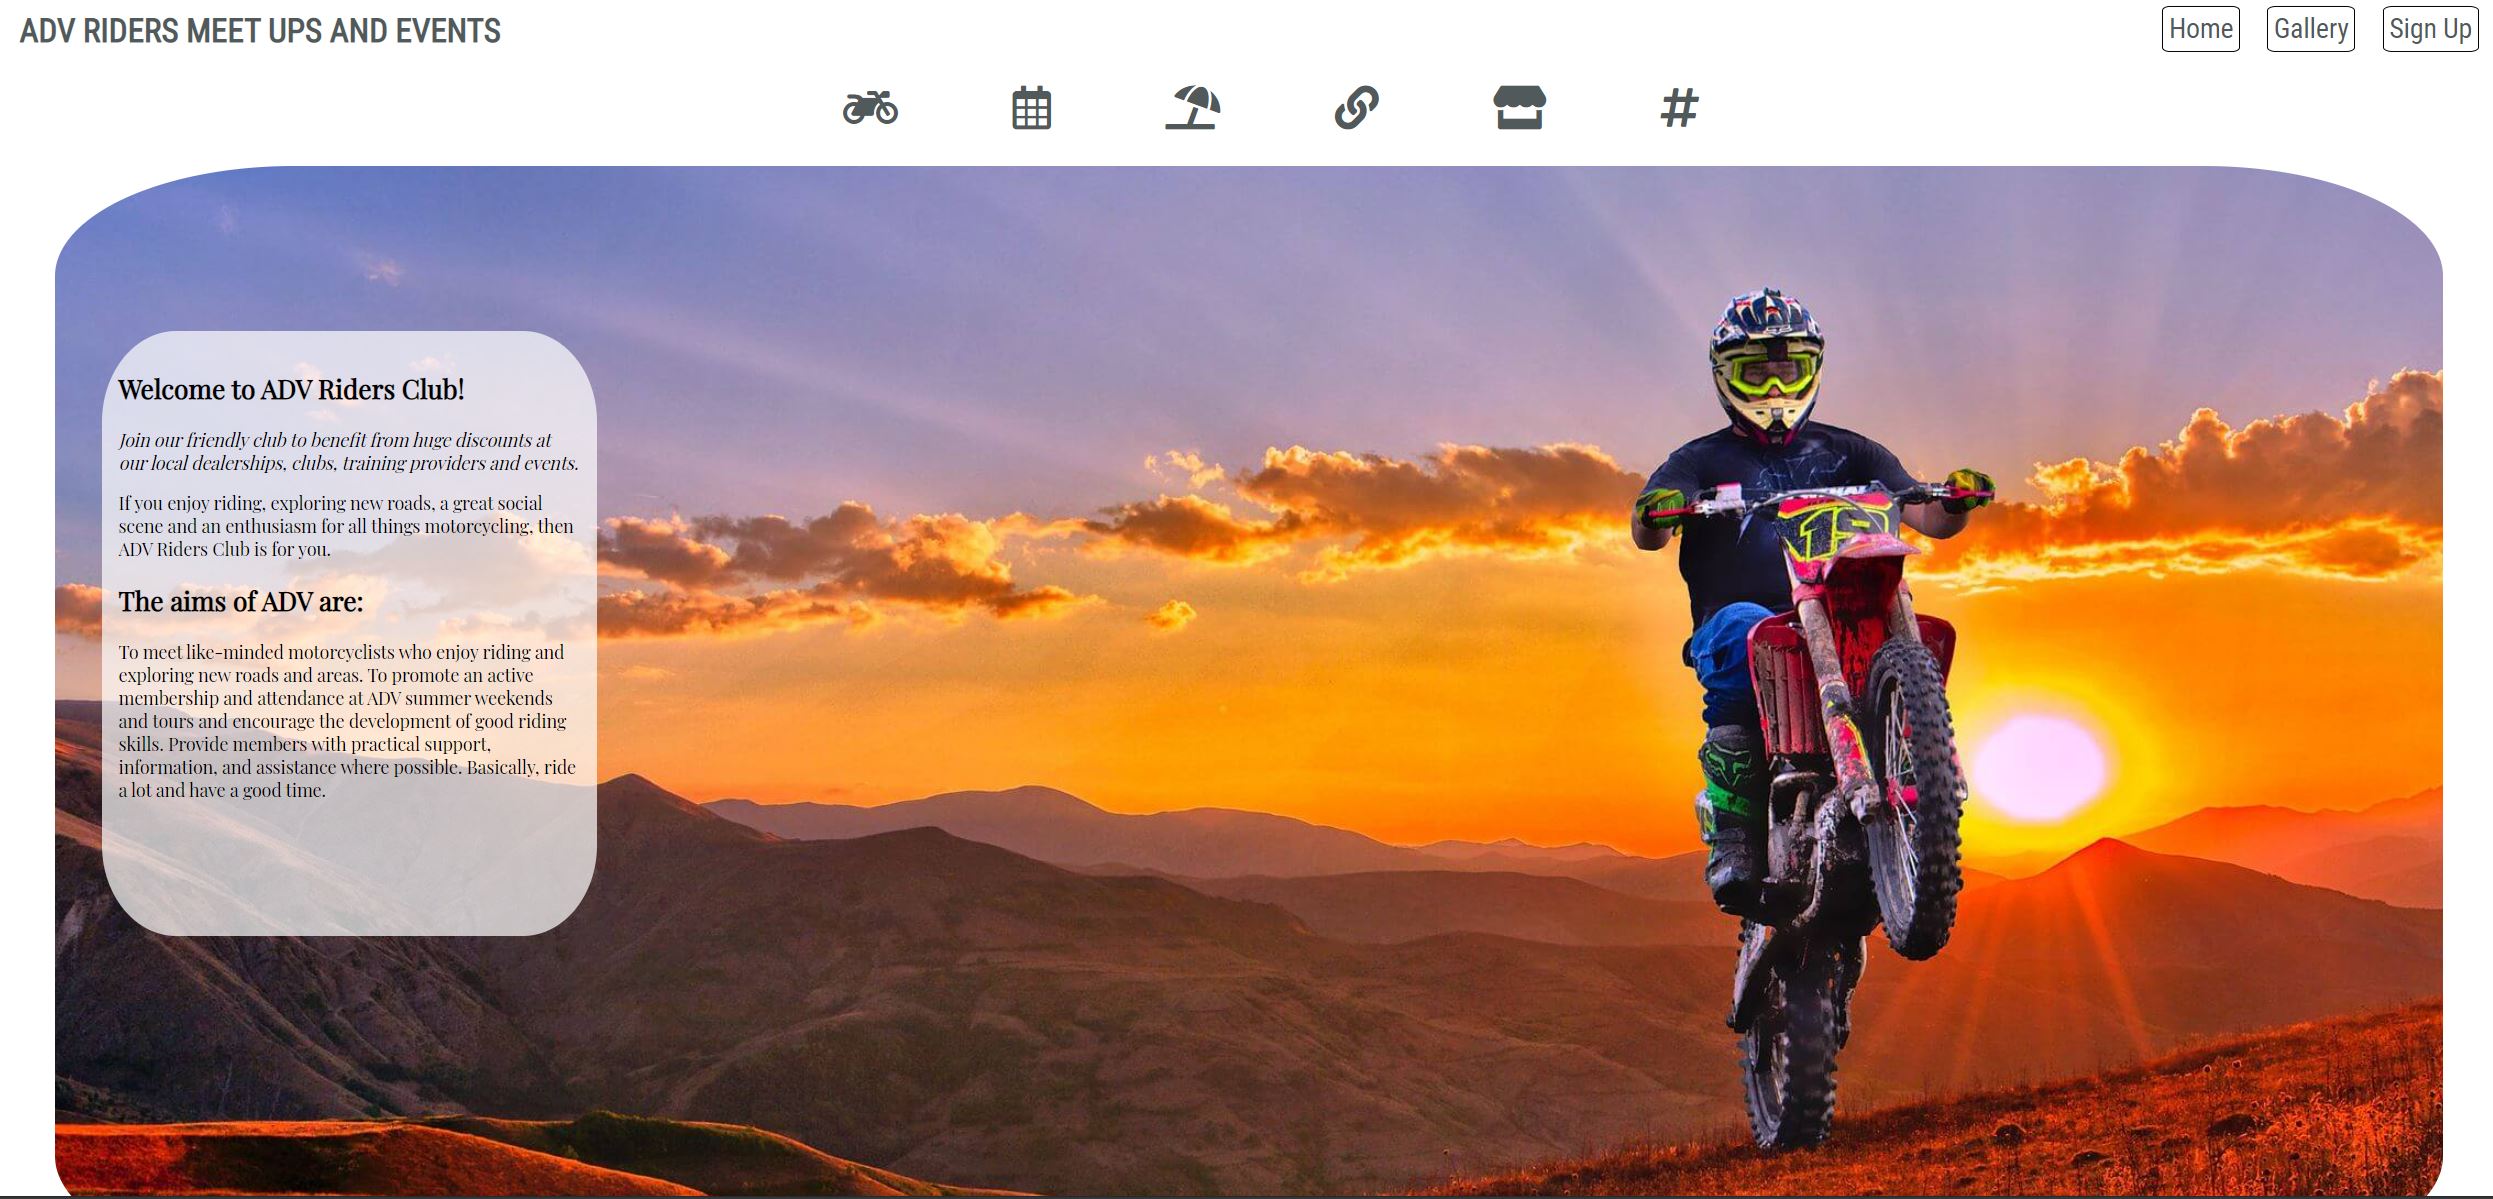 ADV RIDERS MEET UPS AND EVENTS
Home Gallery Sign Up
#
Welcome to ADV Riders Club!
Join our friendly club to benefit from huge discounts at
our local dealerships, clubs, training providers and events.
If you enjoy riding, exploring new roads, a great social
scene and an enthusiasm for all things motorcycling, then
ADV Riders Club is for you.
The aims of ADV are:
To meet like-minded motorcyclists who enjoy riding and
exploring new roads and areas. To promote an active
membership and attendance at ADV summer weekends
and tours and encourage the development of good riding
skills. Provide members with practical support,
information, and assistance where possible. Basically, ride
a lot and have a good time.
19